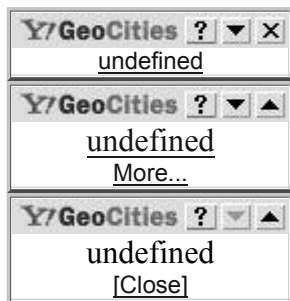 Y! GeoCities ?
undefined
Y! GeoCities ?
undefined
More...
Y! GeoCities ?
undefined
[Close]